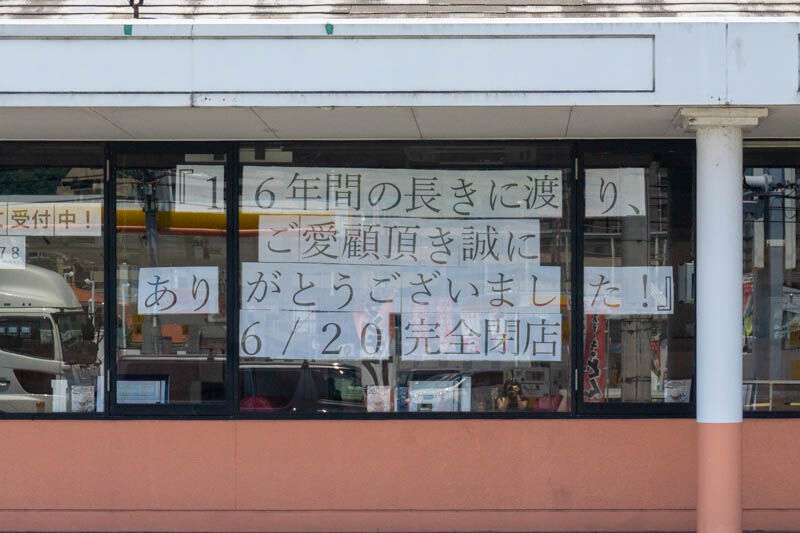 『16年間の長きに渡り、
ご愛顧頂き誠に
ありがとうございました!』
6/20完全閉店
受付中!
78